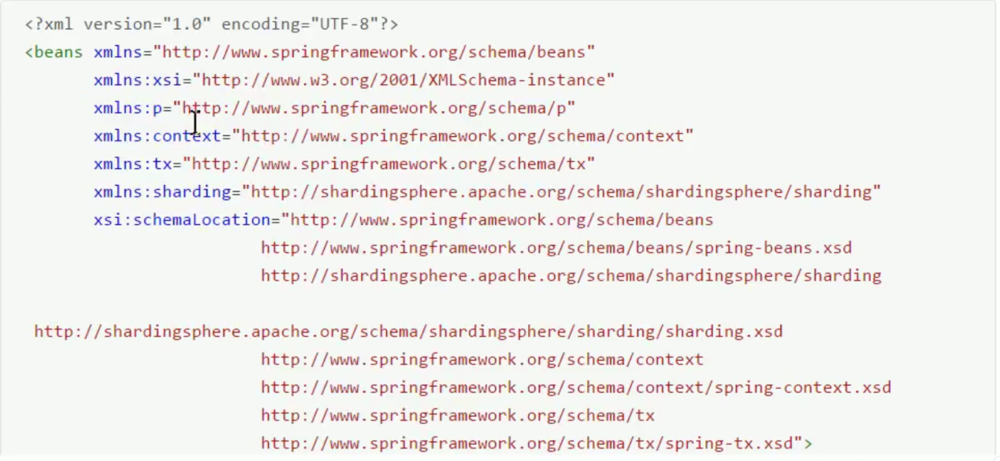 <?xml version="1.0" encoding="UTF-8"?>
<beans xmlns="http://www.springframework.org/schema/beans"
xmlns:xsi="http://www.w3.org/2001/XMLSchema-instance"
xmlns:p="http://www.springframework.org/schema/p"
xmlns:context="http://www.springframework.org/schema/context"
xmlns:tx="http://www.springframework.org/schema/tx"
xmlns:sharding="http://shardingsphere.apache.org/schema/shardingsphere/sharding"
xsi:schemaLocation="http://www.springframework.org/schema/beans
http://www.springframework.org/schema/beans/spring-beans.xsd
http://shardingsphere.apache.org/schema/shardingsphere/sharding
http://shardingsphere.apache.org/schema/shardingsphere/sharding/sharding.xsd
http://www.springframework.org/schema/context
http://www.springframework.org/schema/context/spring-context.xsd
http://www.springframework.org/schema/tx
http://www.springframework.org/schema/tx/spring-tx.xsd">